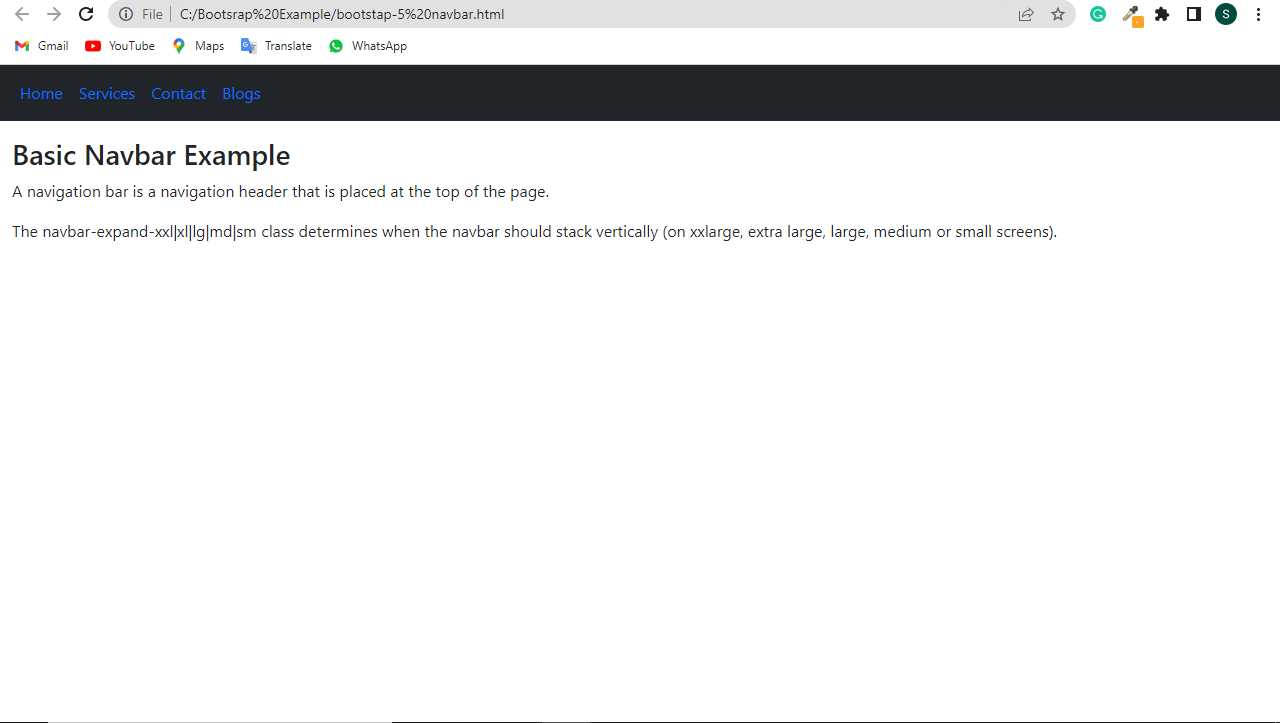 File C:/Bootsrap%20Example/bootstap-5%20navbar.html S
Gmail YouTube Maps Translate WhatsApp
Home Services Contact Blogs
Basic Navbar Example
A navigation bar is a navigation header that is placed at the top of the page.
The navbar-expand-xxl|xl|lg|md|sm class determines when the navbar should stack vertically (on xxlarge, extra large, large, medium or small screens).